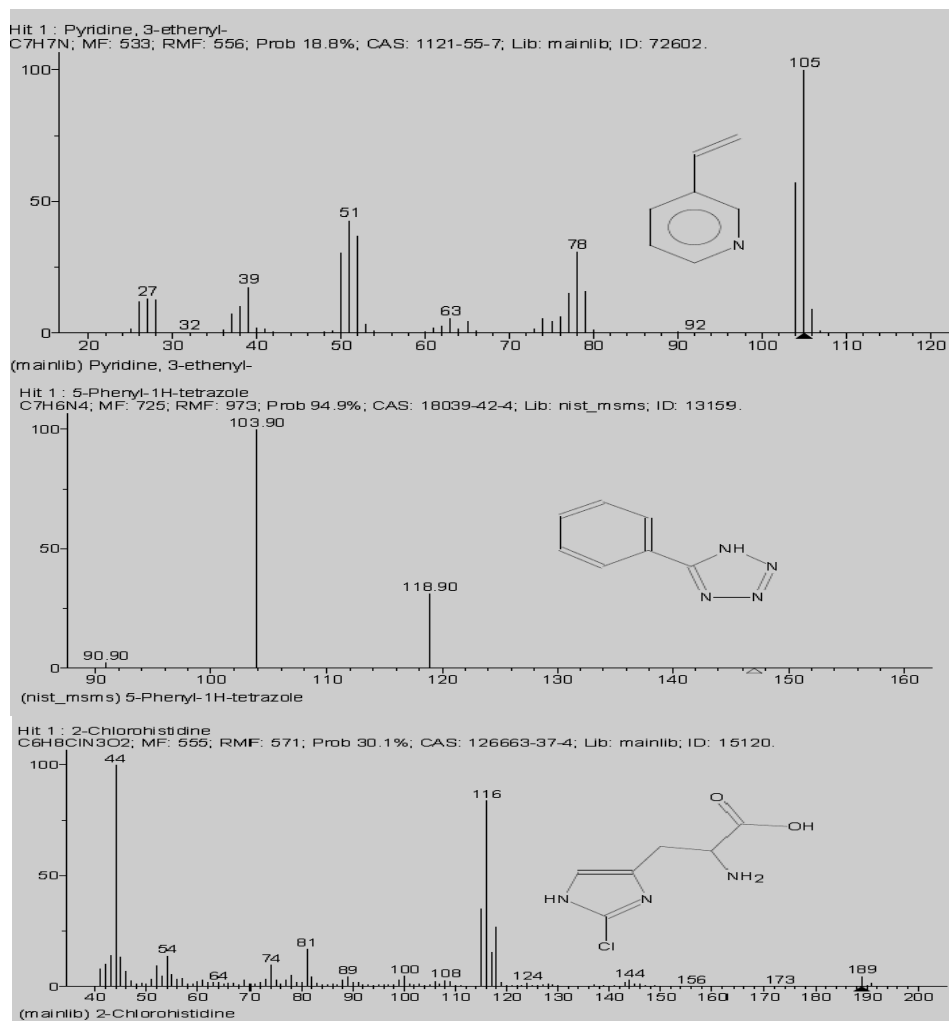 Hit 1 : Pyridine, 3-ethenyl-
C7H7N; MF: 533; RMF: 556; Prob 18.8%; CAS: 1121-55-7; Lib: mainlib; ID: 72602.
100
105
50
51
78
39
27
63
32
92
0
20 30 40 50 60 70 80 90 100 110 120
N
(mainlib) Pyridine, 3-ethenyl-
Hit 1 : 5-Phenyl-1H-tetrazole
C7H6N4; MF: 725; RMF: 973; Prob 94.9%; CAS: 18039-42-4; Lib: nist_msms; ID: 13159.
100
103.90
NH
N
N N
50
118.90
90.90
0
90 100 110 120 130 140 150 160
(nist_msms) 5-Phenyl-1H-tetrazole
Hit 1 : 2-Chlorohistidine
C6H8ClN3O2; MF: 555; RMF: 571; Prob 30.1%; CAS: 126663-37-4; Lib: mainlib; ID: 15120.
100
44
116
O
OH
NH2
HN N
Cl
50
54
64
74
81
89
100
108
124
144
156
173
189
0
40 50 60 70 80 90 100 110 120 130 140 150 160 170 180 190 200
(mainlib) 2-Chlorohistidine